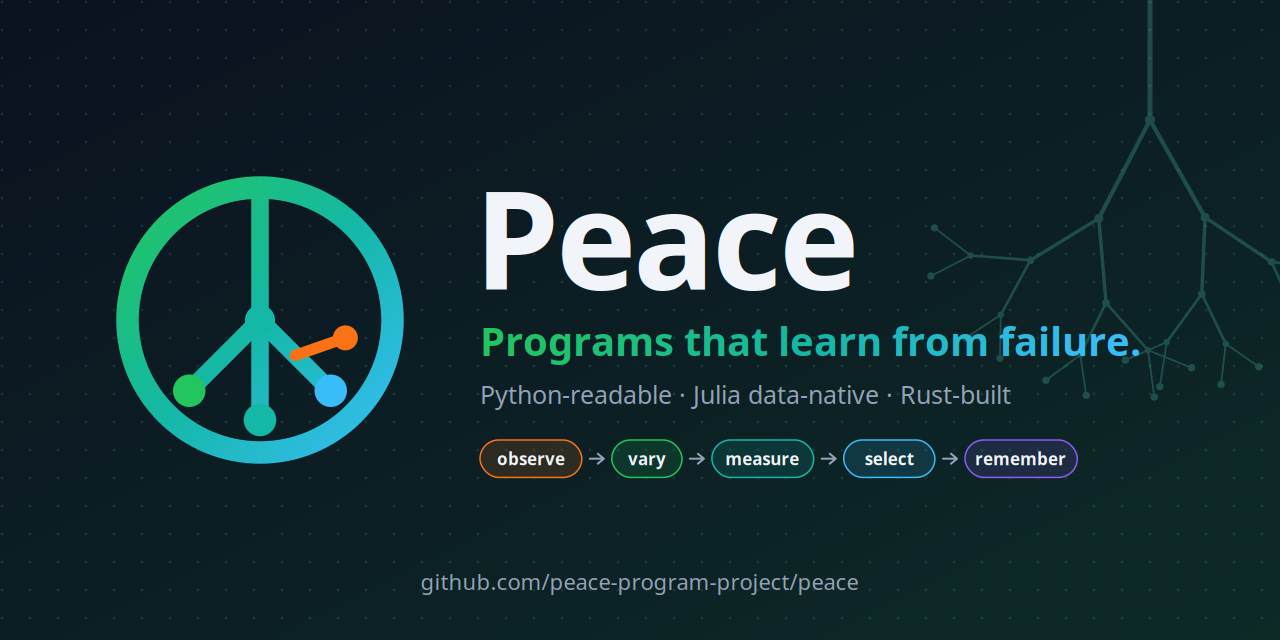 Peace
Programs that learn from failure.
Python-readable · Julia data-native · Rust-built
observe → vary → measure → select → remember
github.com/peace-program-project/peace